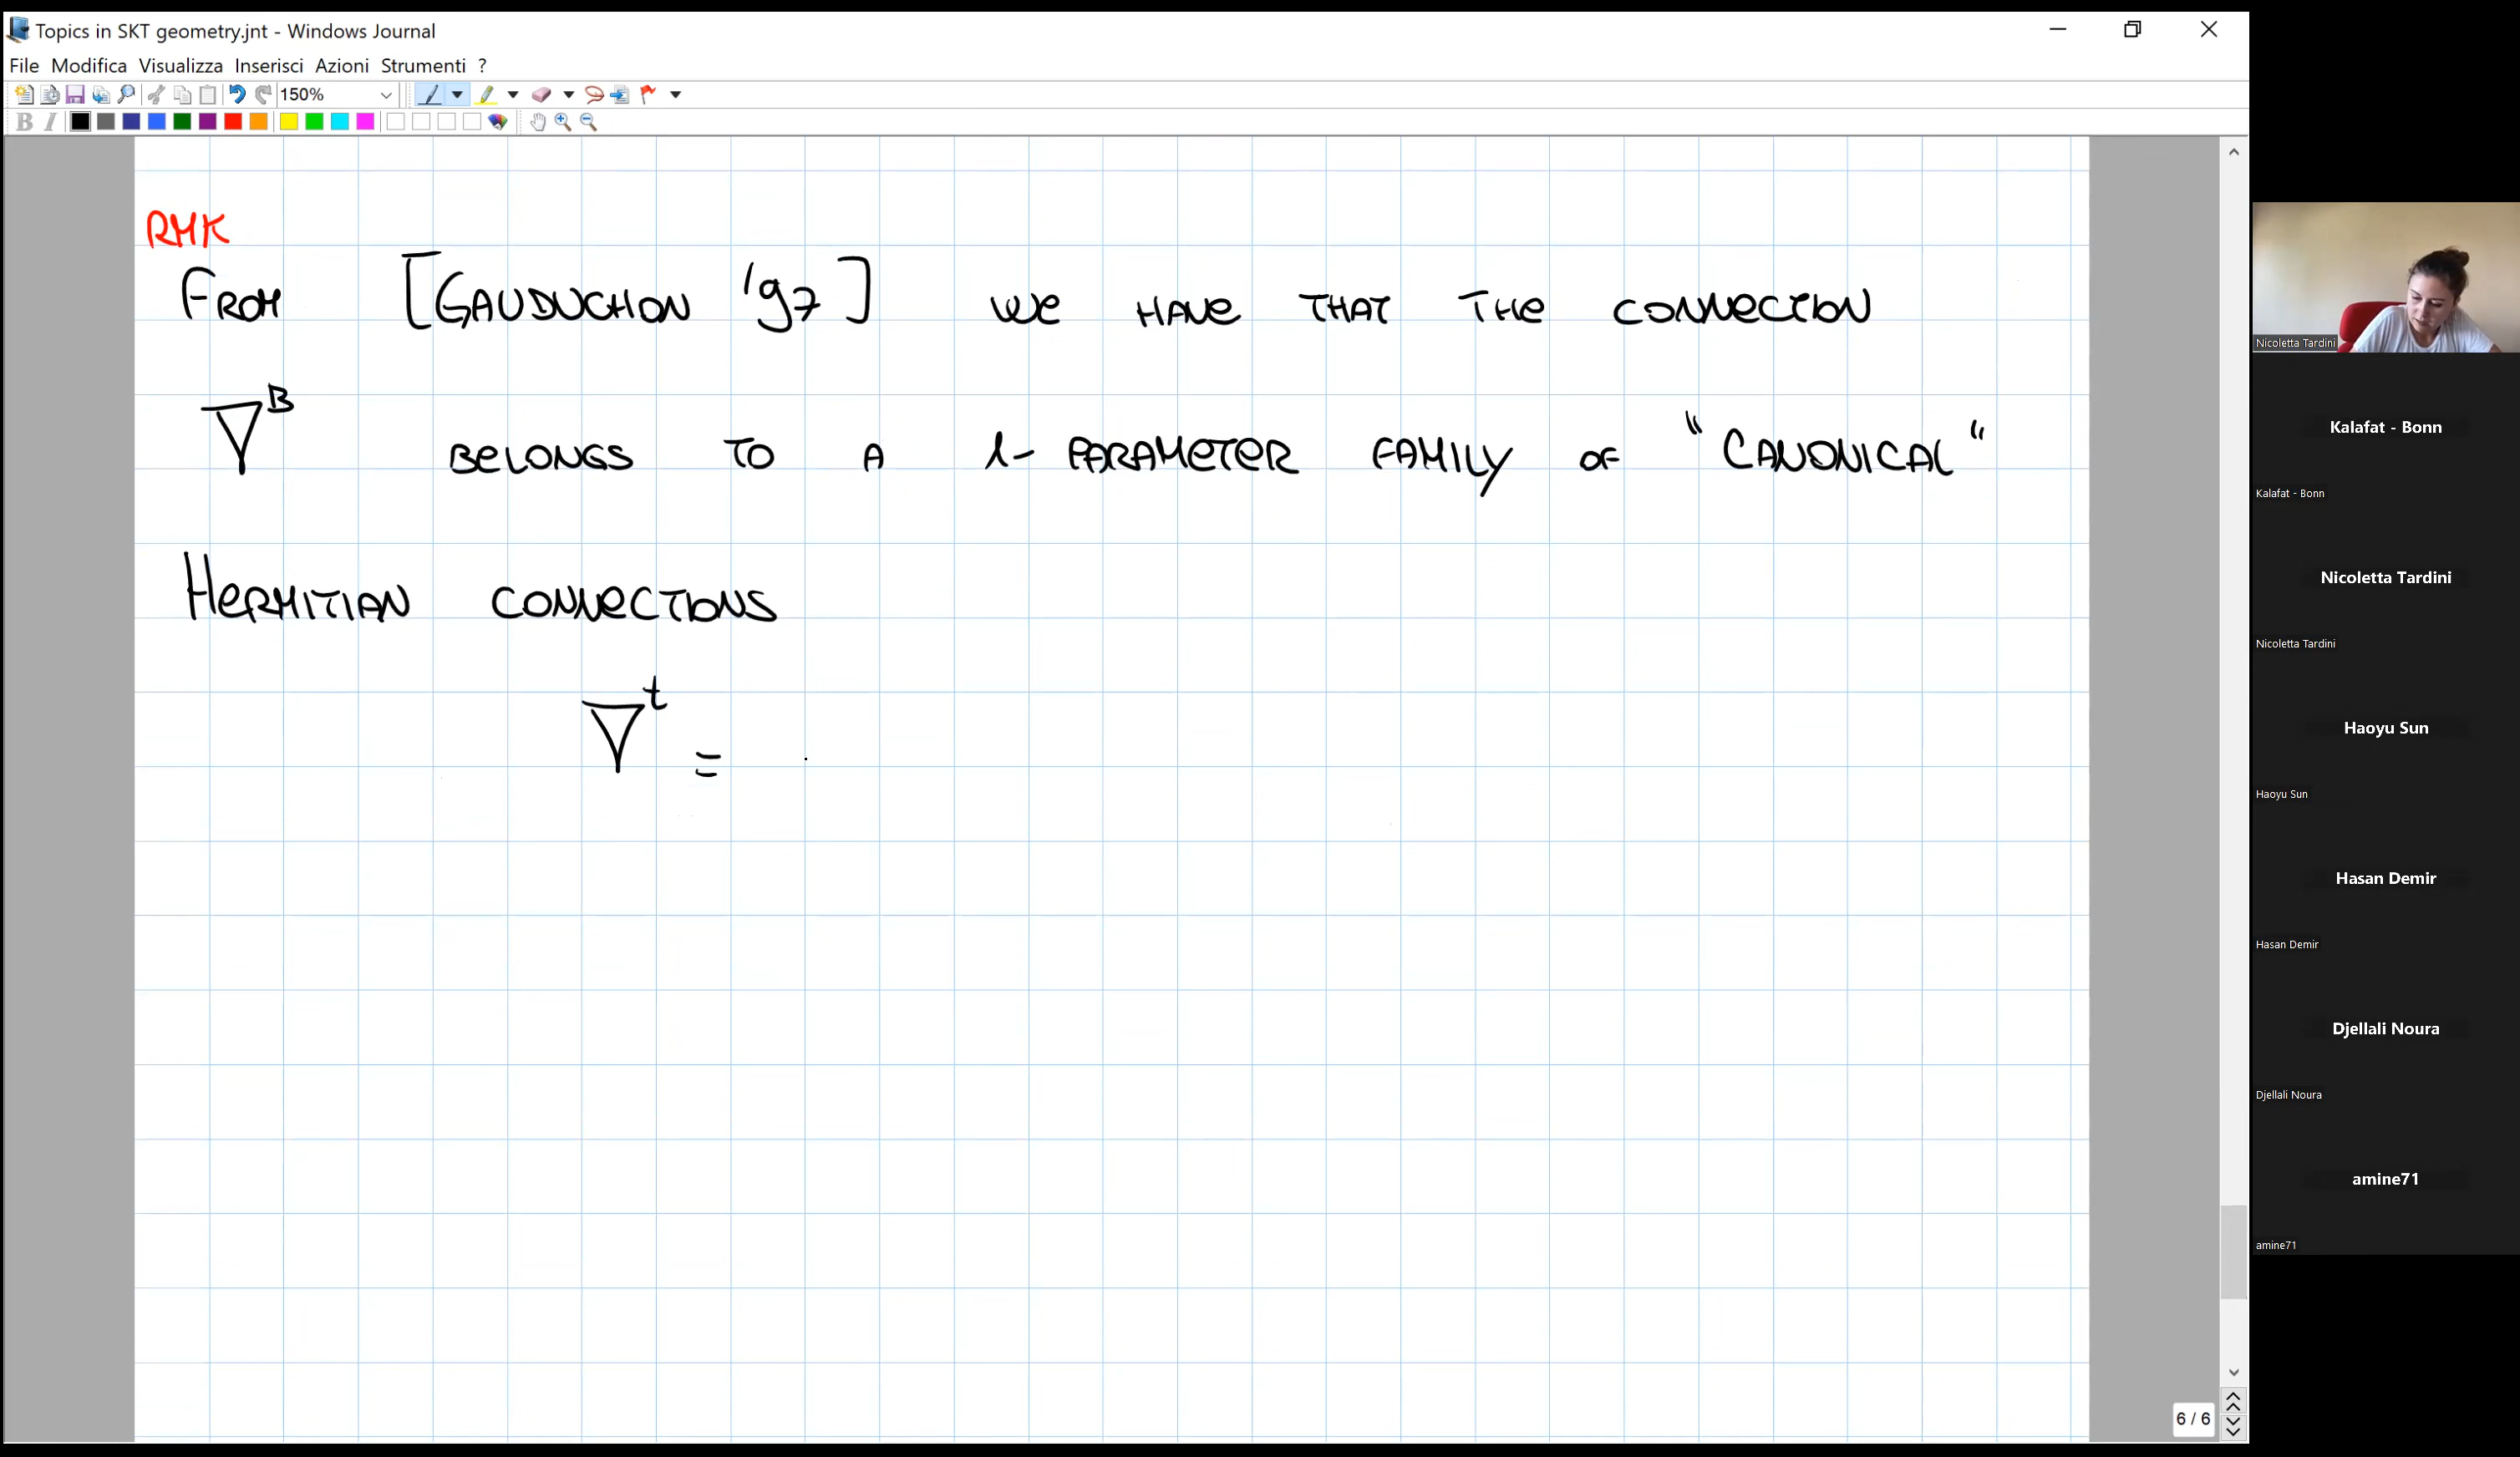 Topics in SKT geometry.jnt - Windows Journal
File Modifica Visualizza Inserisci Azioni Strumenti ?
150%
B I
RMK
FROM [GAUDUCHON '97] WE HAVE THAT THE CONNECTION
∇^B BELONGS TO A 1-PARAMETER FAMILY OF "CANONICAL"
HERMITIAN CONNECTIONS
∇^t =
6 / 6
Nicoletta Tardini
Kalafat - Bonn
Kalafat - Bonn
Nicoletta Tardini
Nicoletta Tardini
Haoyu Sun
Haoyu Sun
Hasan Demir
Hasan Demir
Djellali Noura
Djellali Noura
amine71
amine71